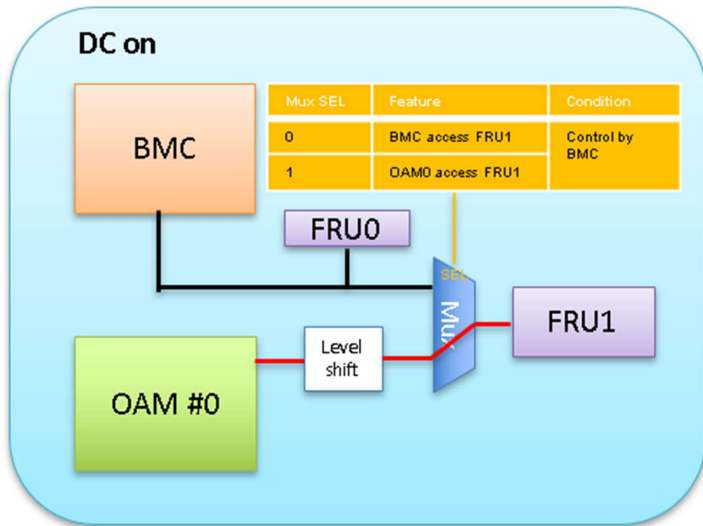 DC on
BMC
Mux SEL Feature Condition
0 BMC access FRU1 Control by BMC
1 OAM0 access FRU1
FRU0
SEL
Mux
FRU1
Level
shift
OAM #0